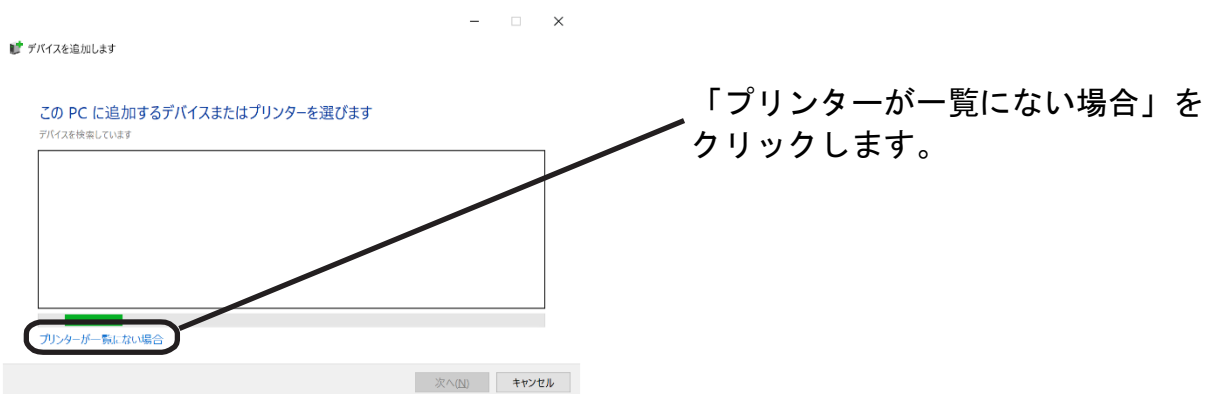 デバイスを追加します
この PC に追加するデバイスまたはプリンターを選びます
デバイスを検索しています
プリンターが一覧にない場合
次へ(N)
キャンセル
「プリンターが一覧にない場合」を
クリックします。